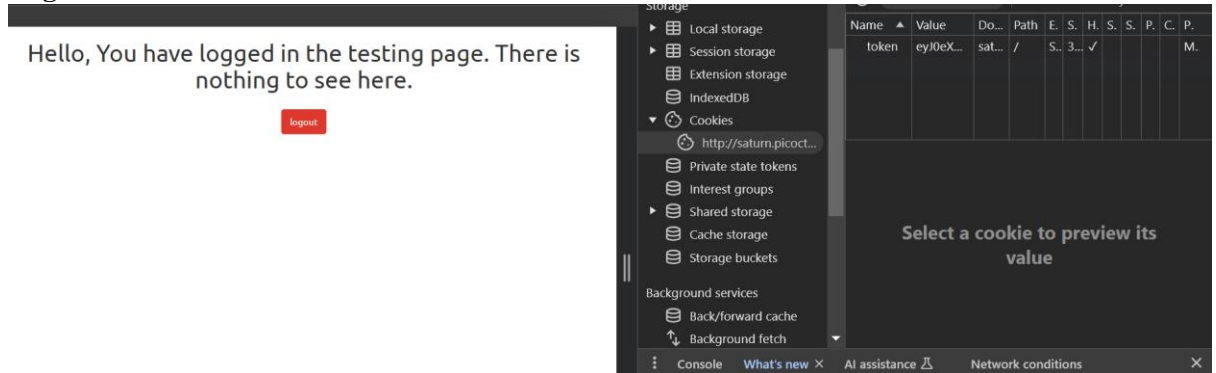 Hello, You have logged in the testing page. There is
nothing to see here.
logout
Storage
Local storage
Session storage
Extension storage
IndexedDB
Cookies
http://saturn.picoct...
Private state tokens
Interest groups
Shared storage
Cache storage
Storage buckets
Background services
Back/forward cache
Background fetch
Name ▲ Value Do... Path E. S. H. S. S. P. C. P.
token eyJ0eX... sat... / S.. 3... ✓ M..
Select a cookie to preview its
value
Console What's new × AI assistance Network conditions ×